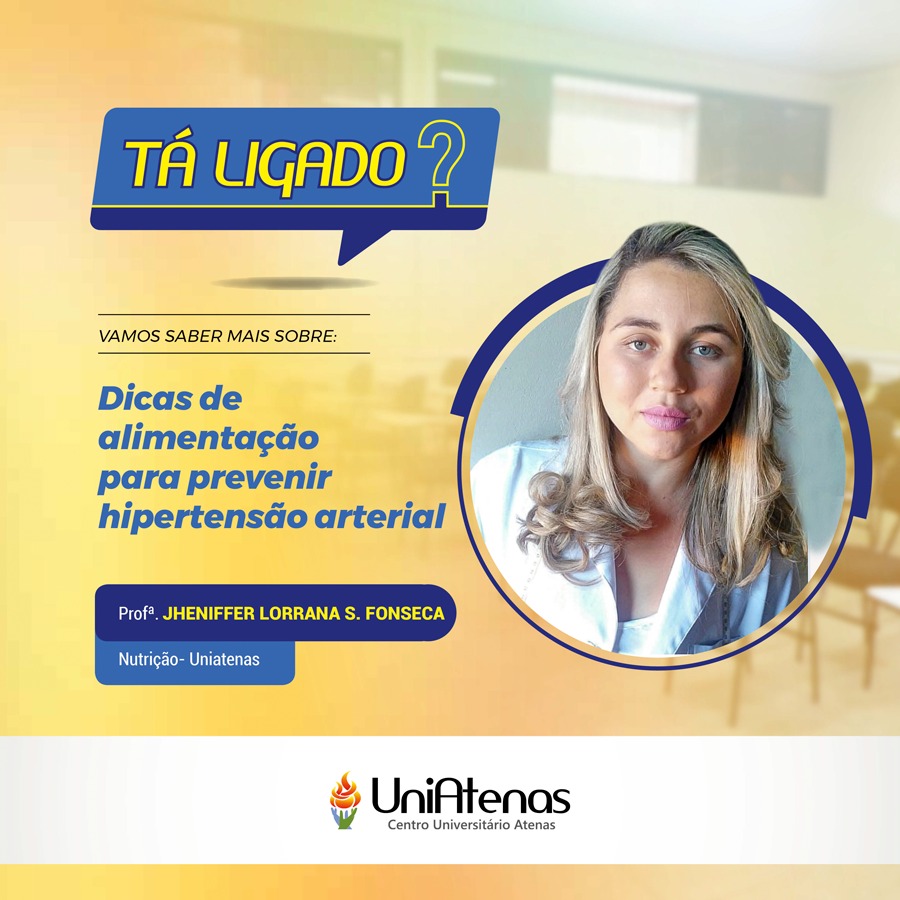 TÁ LIGADO?
VAMOS SABER MAIS SOBRE:
Dicas de
alimentação
para prevenir
hipertensão arterial
Profª. JHENIFFER LORRANA S. FONSECA
Nutrição- Uniatenas
UniAtenas
Centro Universitário Atenas